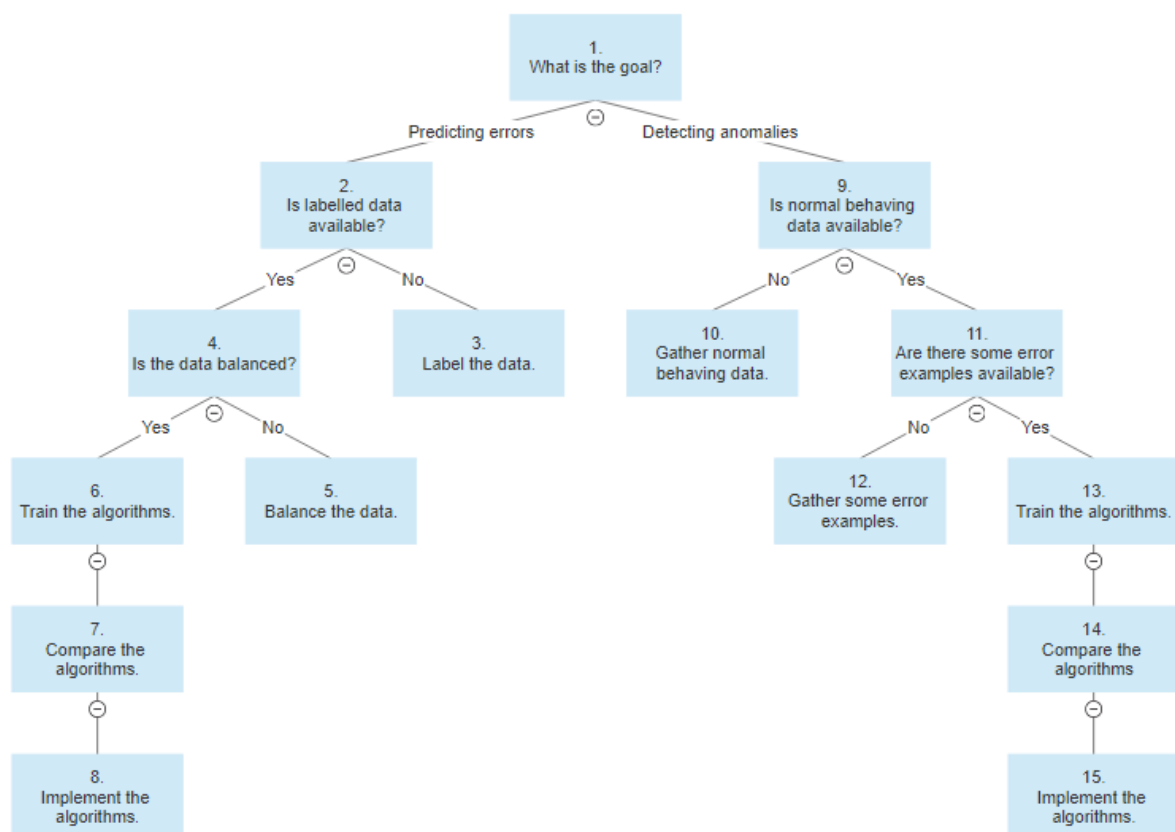 1.
What is the goal?
Predicting errors
Detecting anomalies
2.
Is labelled data
available?
9.
Is normal behaving
data available?
Yes
No
No
Yes
4.
Is the data balanced?
3.
Label the data.
10.
Gather normal
behaving data.
11.
Are there some error
examples available?
Yes
No
No
Yes
6.
Train the algorithms.
5.
Balance the data.
12.
Gather some error
examples.
13.
Train the algorithms.
7.
Compare the
algorithms.
14.
Compare the
algorithms
8.
Implement the
algorithms.
15.
Implement the
algorithms.